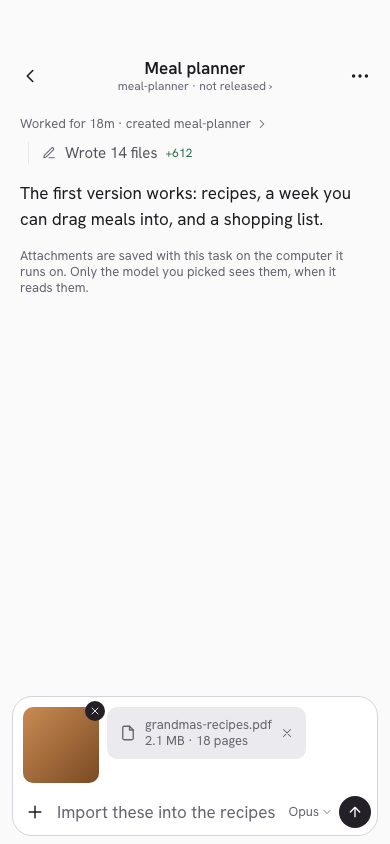 Meal planner
meal-planner · not released ›
Worked for 18m · created meal-planner
Wrote 14 files +612
The first version works: recipes, a week you
can drag meals into, and a shopping list.
Attachments are saved with this task on the computer it
runs on. Only the model you picked sees them, when it
reads them.
grandmas-recipes.pdf
2.1 MB · 18 pages
Import these into the recipes
Opus